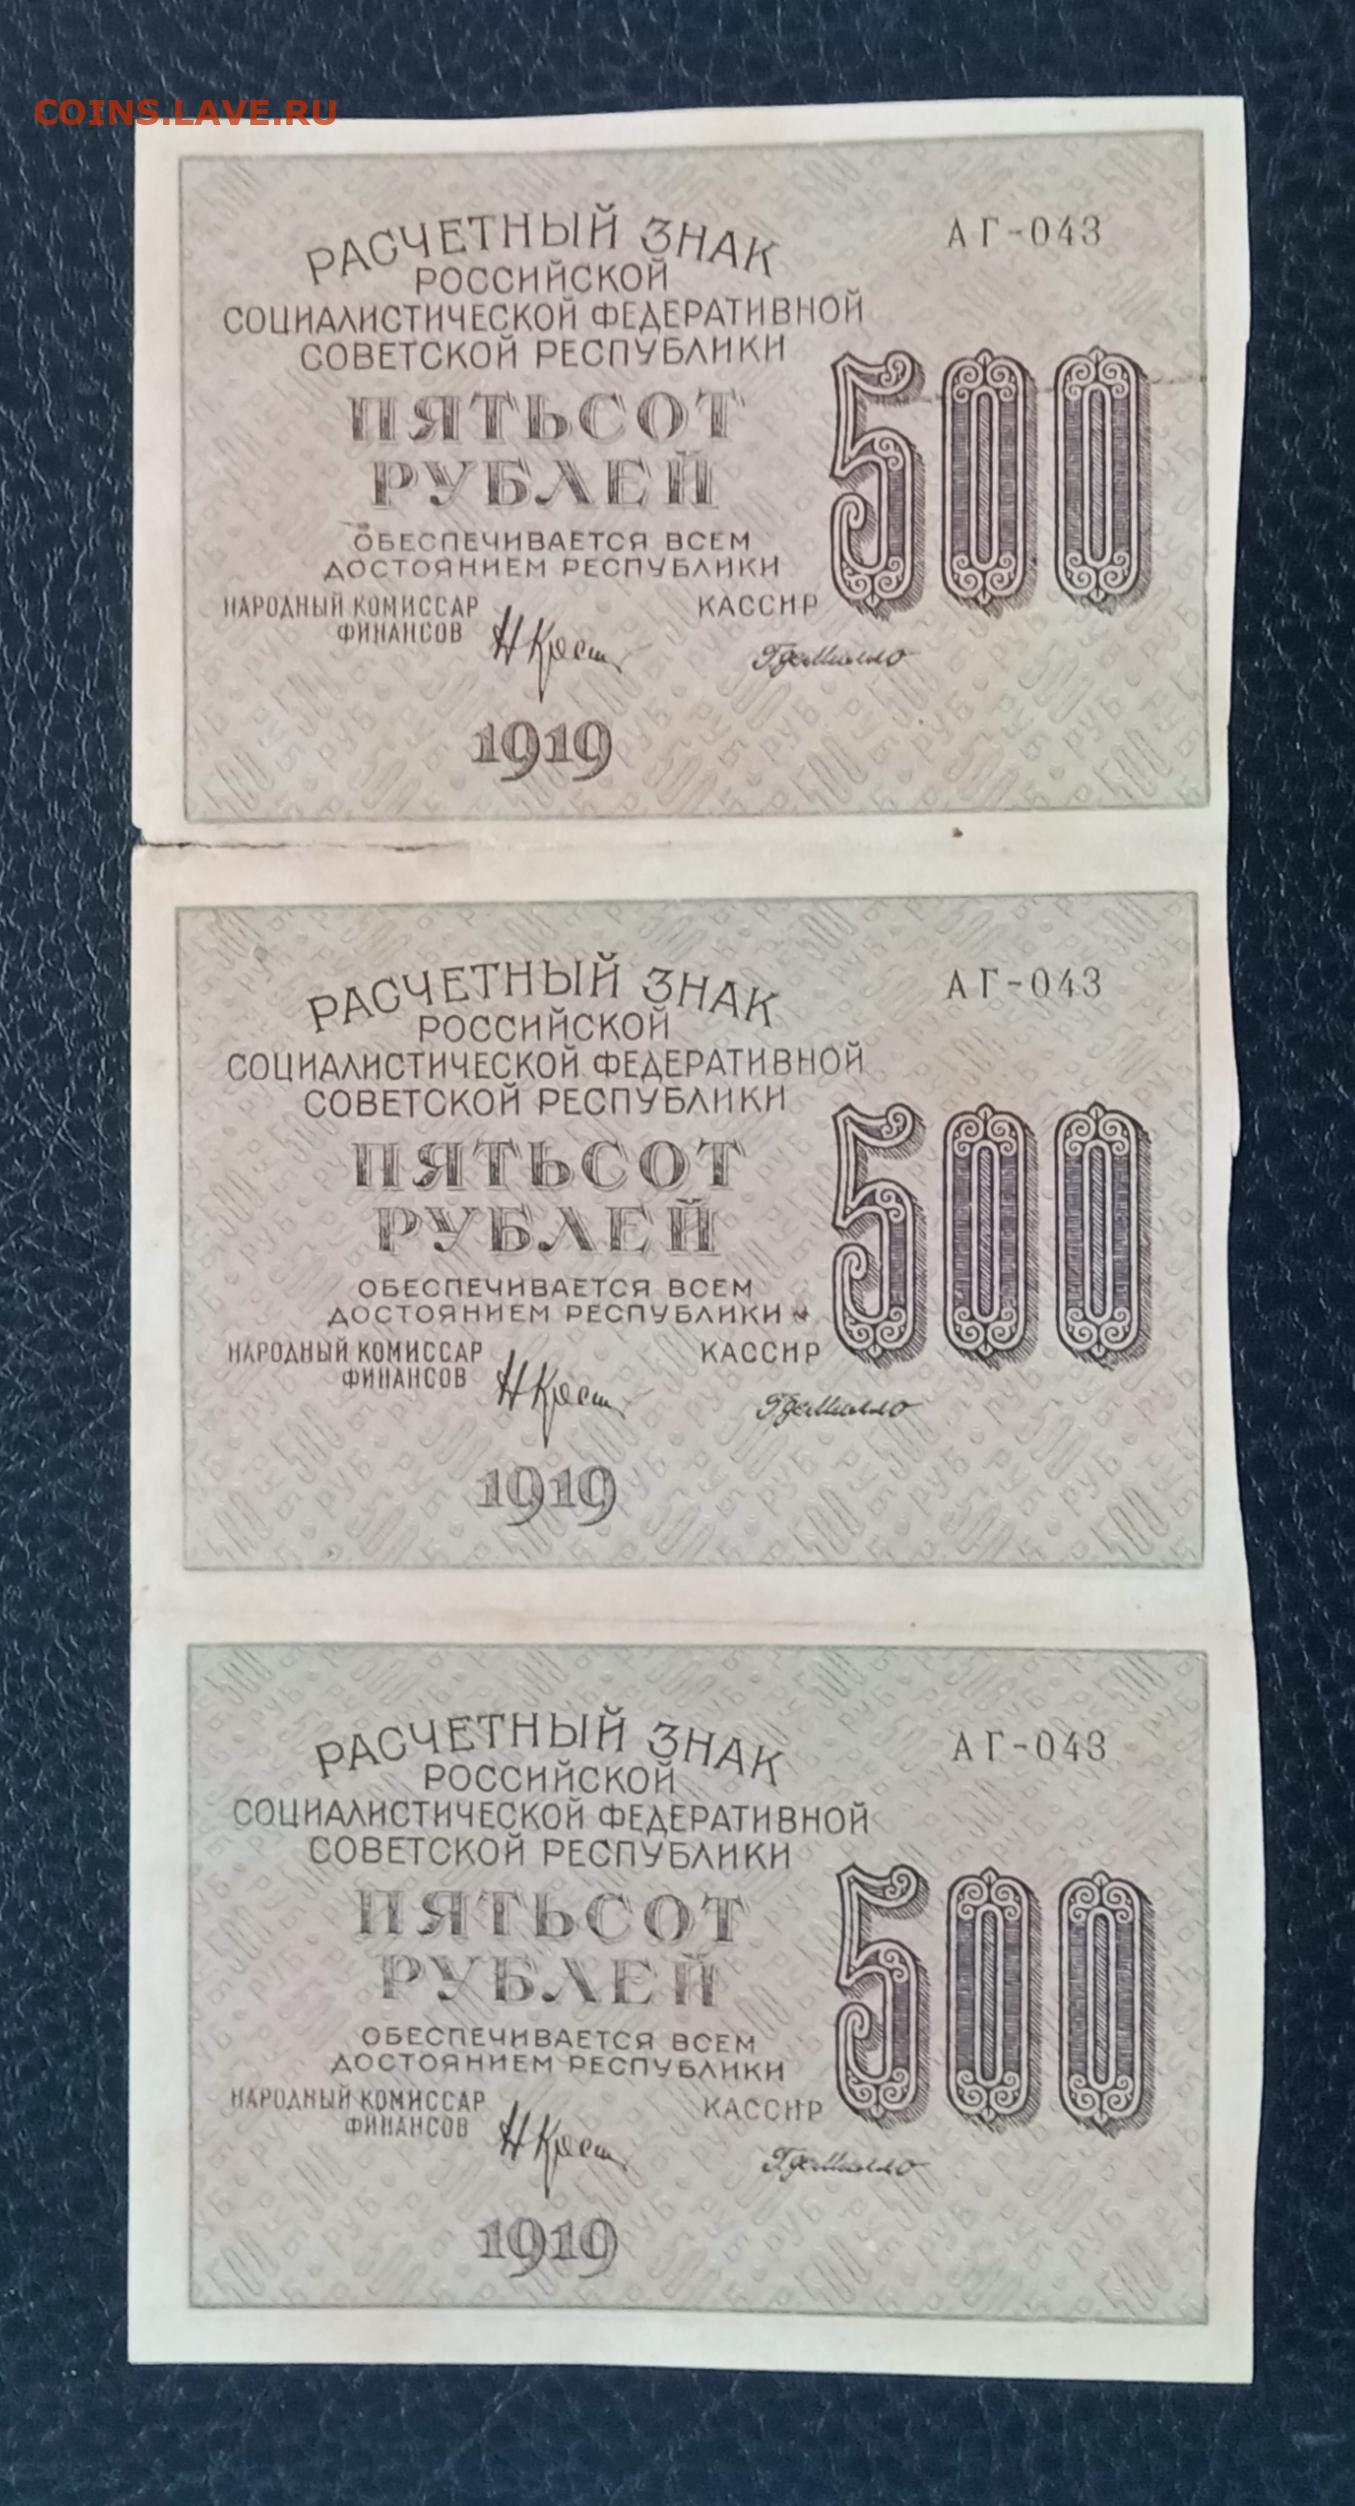 COINS.LAVE.RU
РАСЧЕТНЫЙ ЗНАК
АГ-043
РОССИЙСКОЙ
СОЦИАЛИСТИЧЕСКОЙ ФЕДЕРАТИВНОЙ
СОВЕТСКОЙ РЕСПУБЛИКИ
ПЯТЬСОТ
РУБЛЕЙ
500
ОБЕСПЕЧИВАЕТСЯ ВСЕМ
ДОСТОЯНИЕМ РЕСПУБЛИКИ
НАРОДНЫЙ КОМИССАР
ФИНАНСОВ
КАССИР
1919
РАСЧЕТНЫЙ ЗНАК
АГ-043
РОССИЙСКОЙ
СОЦИАЛИСТИЧЕСКОЙ ФЕДЕРАТИВНОЙ
СОВЕТСКОЙ РЕСПУБЛИКИ
ПЯТЬСОТ
РУБЛЕЙ
500
ОБЕСПЕЧИВАЕТСЯ ВСЕМ
ДОСТОЯНИЕМ РЕСПУБЛИКИ
НАРОДНЫЙ КОМИССАР
ФИНАНСОВ
КАССИР
1919
РАСЧЕТНЫЙ ЗНАК
АГ-043
РОССИЙСКОЙ
СОЦИАЛИСТИЧЕСКОЙ ФЕДЕРАТИВНОЙ
СОВЕТСКОЙ РЕСПУБЛИКИ
ПЯТЬСОТ
РУБЛЕЙ
500
ОБЕСПЕЧИВАЕТСЯ ВСЕМ
ДОСТОЯНИЕМ РЕСПУБЛИКИ
НАРОДНЫЙ КОМИССАР
ФИНАНСОВ
КАССИР
1919